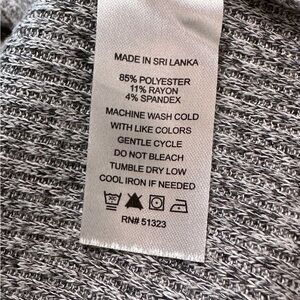 MADE IN SRI LANKA
85% POLYESTER
11% RAYON
4% SPANDEX
MACHINE WASH COLD
WITH LIKE COLORS
GENTLE CYCLE
DO NOT BLEACH
TUMBLE DRY LOW
COOL IRON IF NEEDED
RN# 51323